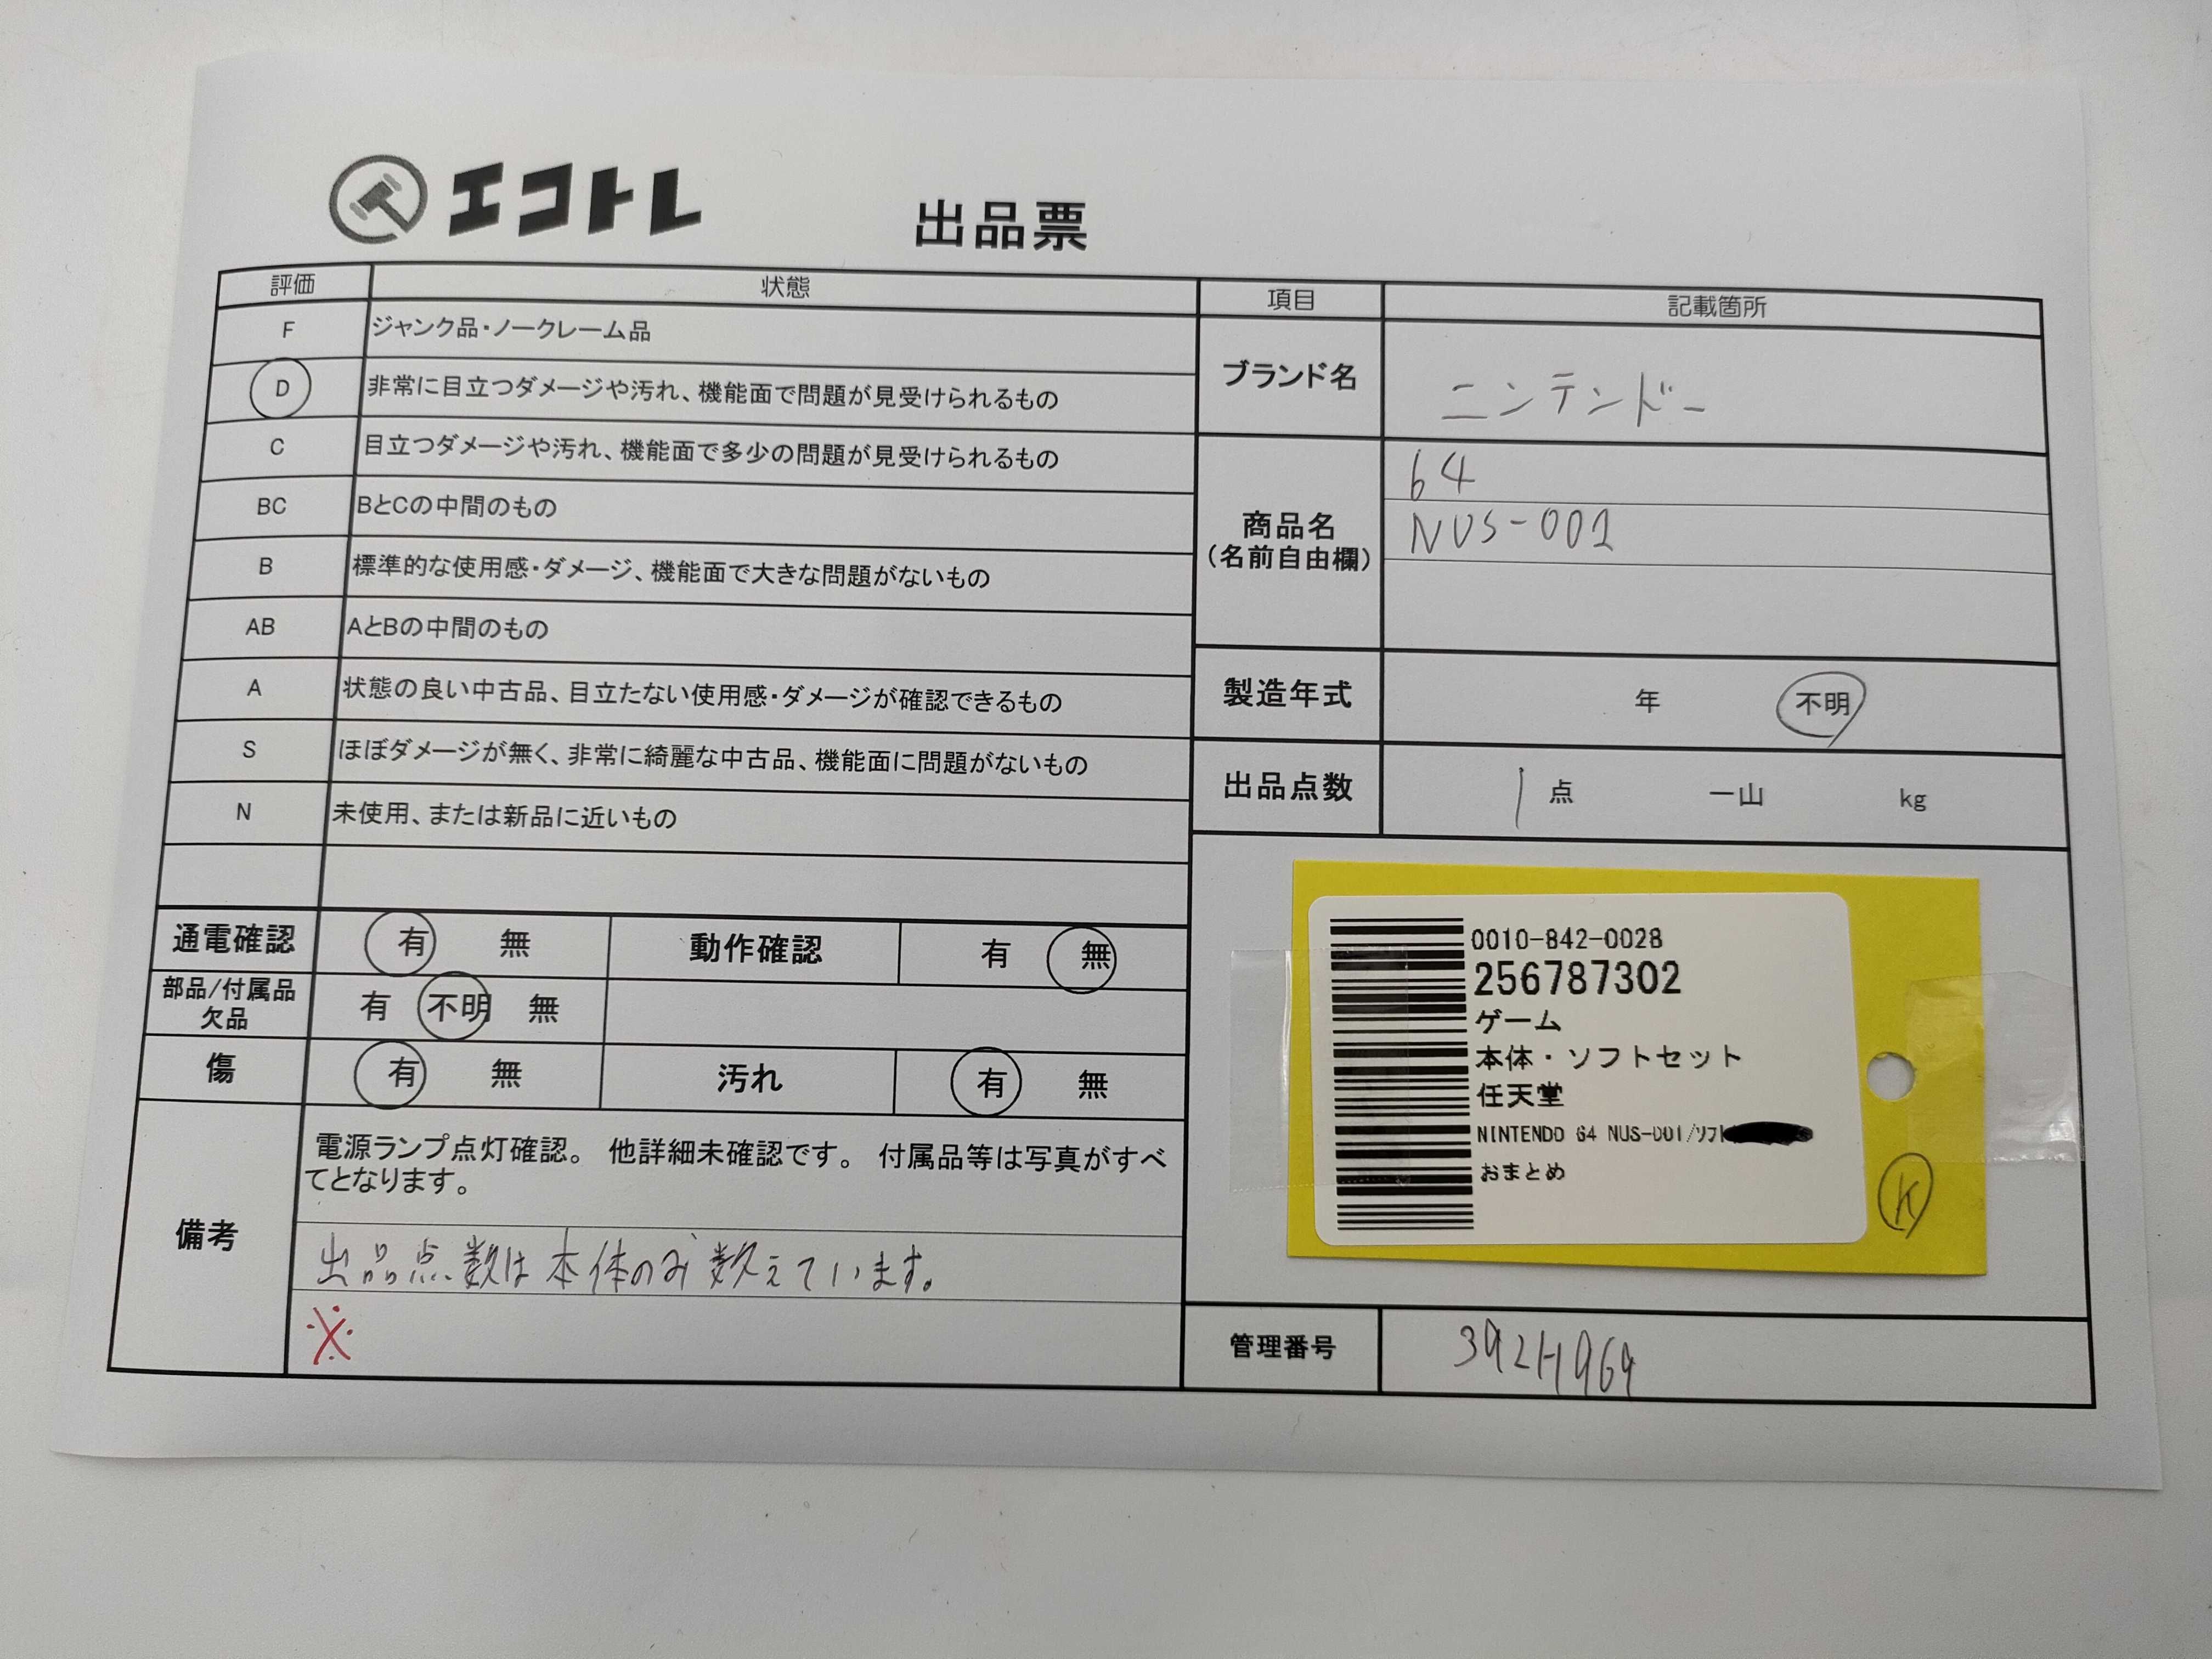 エコトレ
出品票
評価 状態
F ジャンク品・ノークレーム品
D 非常に目立つダメージや汚れ、機能面で問題が見受けられるもの
C 目立つダメージや汚れ、機能面で多少の問題が見受けられるもの
BC BとCの中間のもの
B 標準的な使用感・ダメージ、機能面で大きな問題がないもの
AB AとBの中間のもの
A 状態の良い中古品、目立たない使用感・ダメージが確認できるもの
S ほぼダメージが無く、非常に綺麗な中古品、機能面に問題がないもの
N 未使用、または新品に近いもの
通電確認 有 無 動作確認 有 無
部品/付属品
欠品
有 不明 無
傷 有 無 汚れ 有 無
備考
電源ランプ点灯確認。 他詳細未確認です。 付属品等は写真がすべ
てとなります。
出品点数は本体のみ数えています。
※
項目 記載箇所
ブランド名 ニンテンドー
商品名
(名前自由欄)
64
NUS-001
製造年式 年 不明
出品点数 1 点 一山 kg
0010-842-0028
256787302
ゲーム
本体・ソフトセット
任天堂
NINTENDO 64 NUS-001/ソフト
おまとめ
K
管理番号 392H964